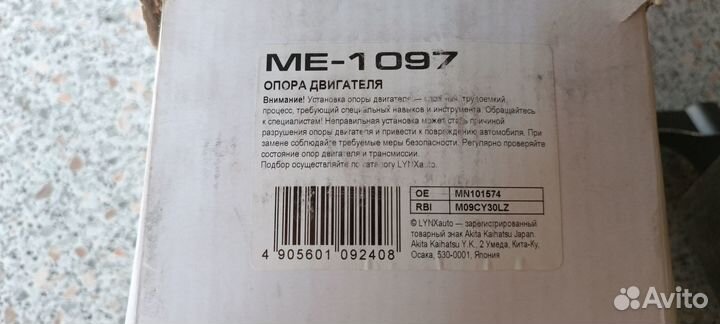 ME-1097
ОПОРА ДВИГАТЕЛЯ
Внимание! Установка опоры двигателя — сложный, трудоемкий,
процесс, требующий специальных навыков и инструмента. Обращайтесь
к специалистам! Неправильная установка может стать причиной
разрушения опоры двигателя и привести к повреждению автомобиля. При
замене соблюдайте требуемые меры безопасности. Регулярно проверяйте
состояние опор двигателя и трансмиссии.
Подбор осуществляйте по каталогу LYNXauto.
OE MN101574
RBI M09CY30LZ
© LYNXauto — зарегистрированный
товарный знак Akita Kaihatsu Japan.
Akita Kaihatsu Y.K., 2 Умеда, Кита-Ку,
Осака, 530-0001, Япония
4 905601 092408
Avito